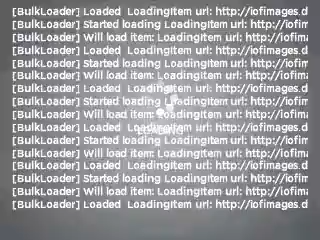 [BulkLoader] Loaded LoadingItem url: http://iofimages.d
[BulkLoader] Started loading LoadingItem url: http://iofim
[BulkLoader] Will load item: LoadingItem url: http://iofima
[BulkLoader] Loaded LoadingItem url: http://iofimages.d
[BulkLoader] Started loading LoadingItem url: http://iofim
[BulkLoader] Will load item: LoadingItem url: http://iofima
[BulkLoader] Loaded LoadingItem url: http://iofimages.d
[BulkLoader] Started loading LoadingItem url: http://iofim
[BulkLoader] Will load item: LoadingItem url: http://iofima
[BulkLoader] Loaded LoadingItem url: http://iofimages.d
LOADING
[BulkLoader] Started loading LoadingItem url: http://iofim
[BulkLoader] Will load item: LoadingItem url: http://iofima
[BulkLoader] Loaded LoadingItem url: http://iofimages.d
[BulkLoader] Started loading LoadingItem url: http://iofim
[BulkLoader] Will load item: LoadingItem url: http://iofima
[BulkLoader] Loaded LoadingItem url: http://iofimages.d